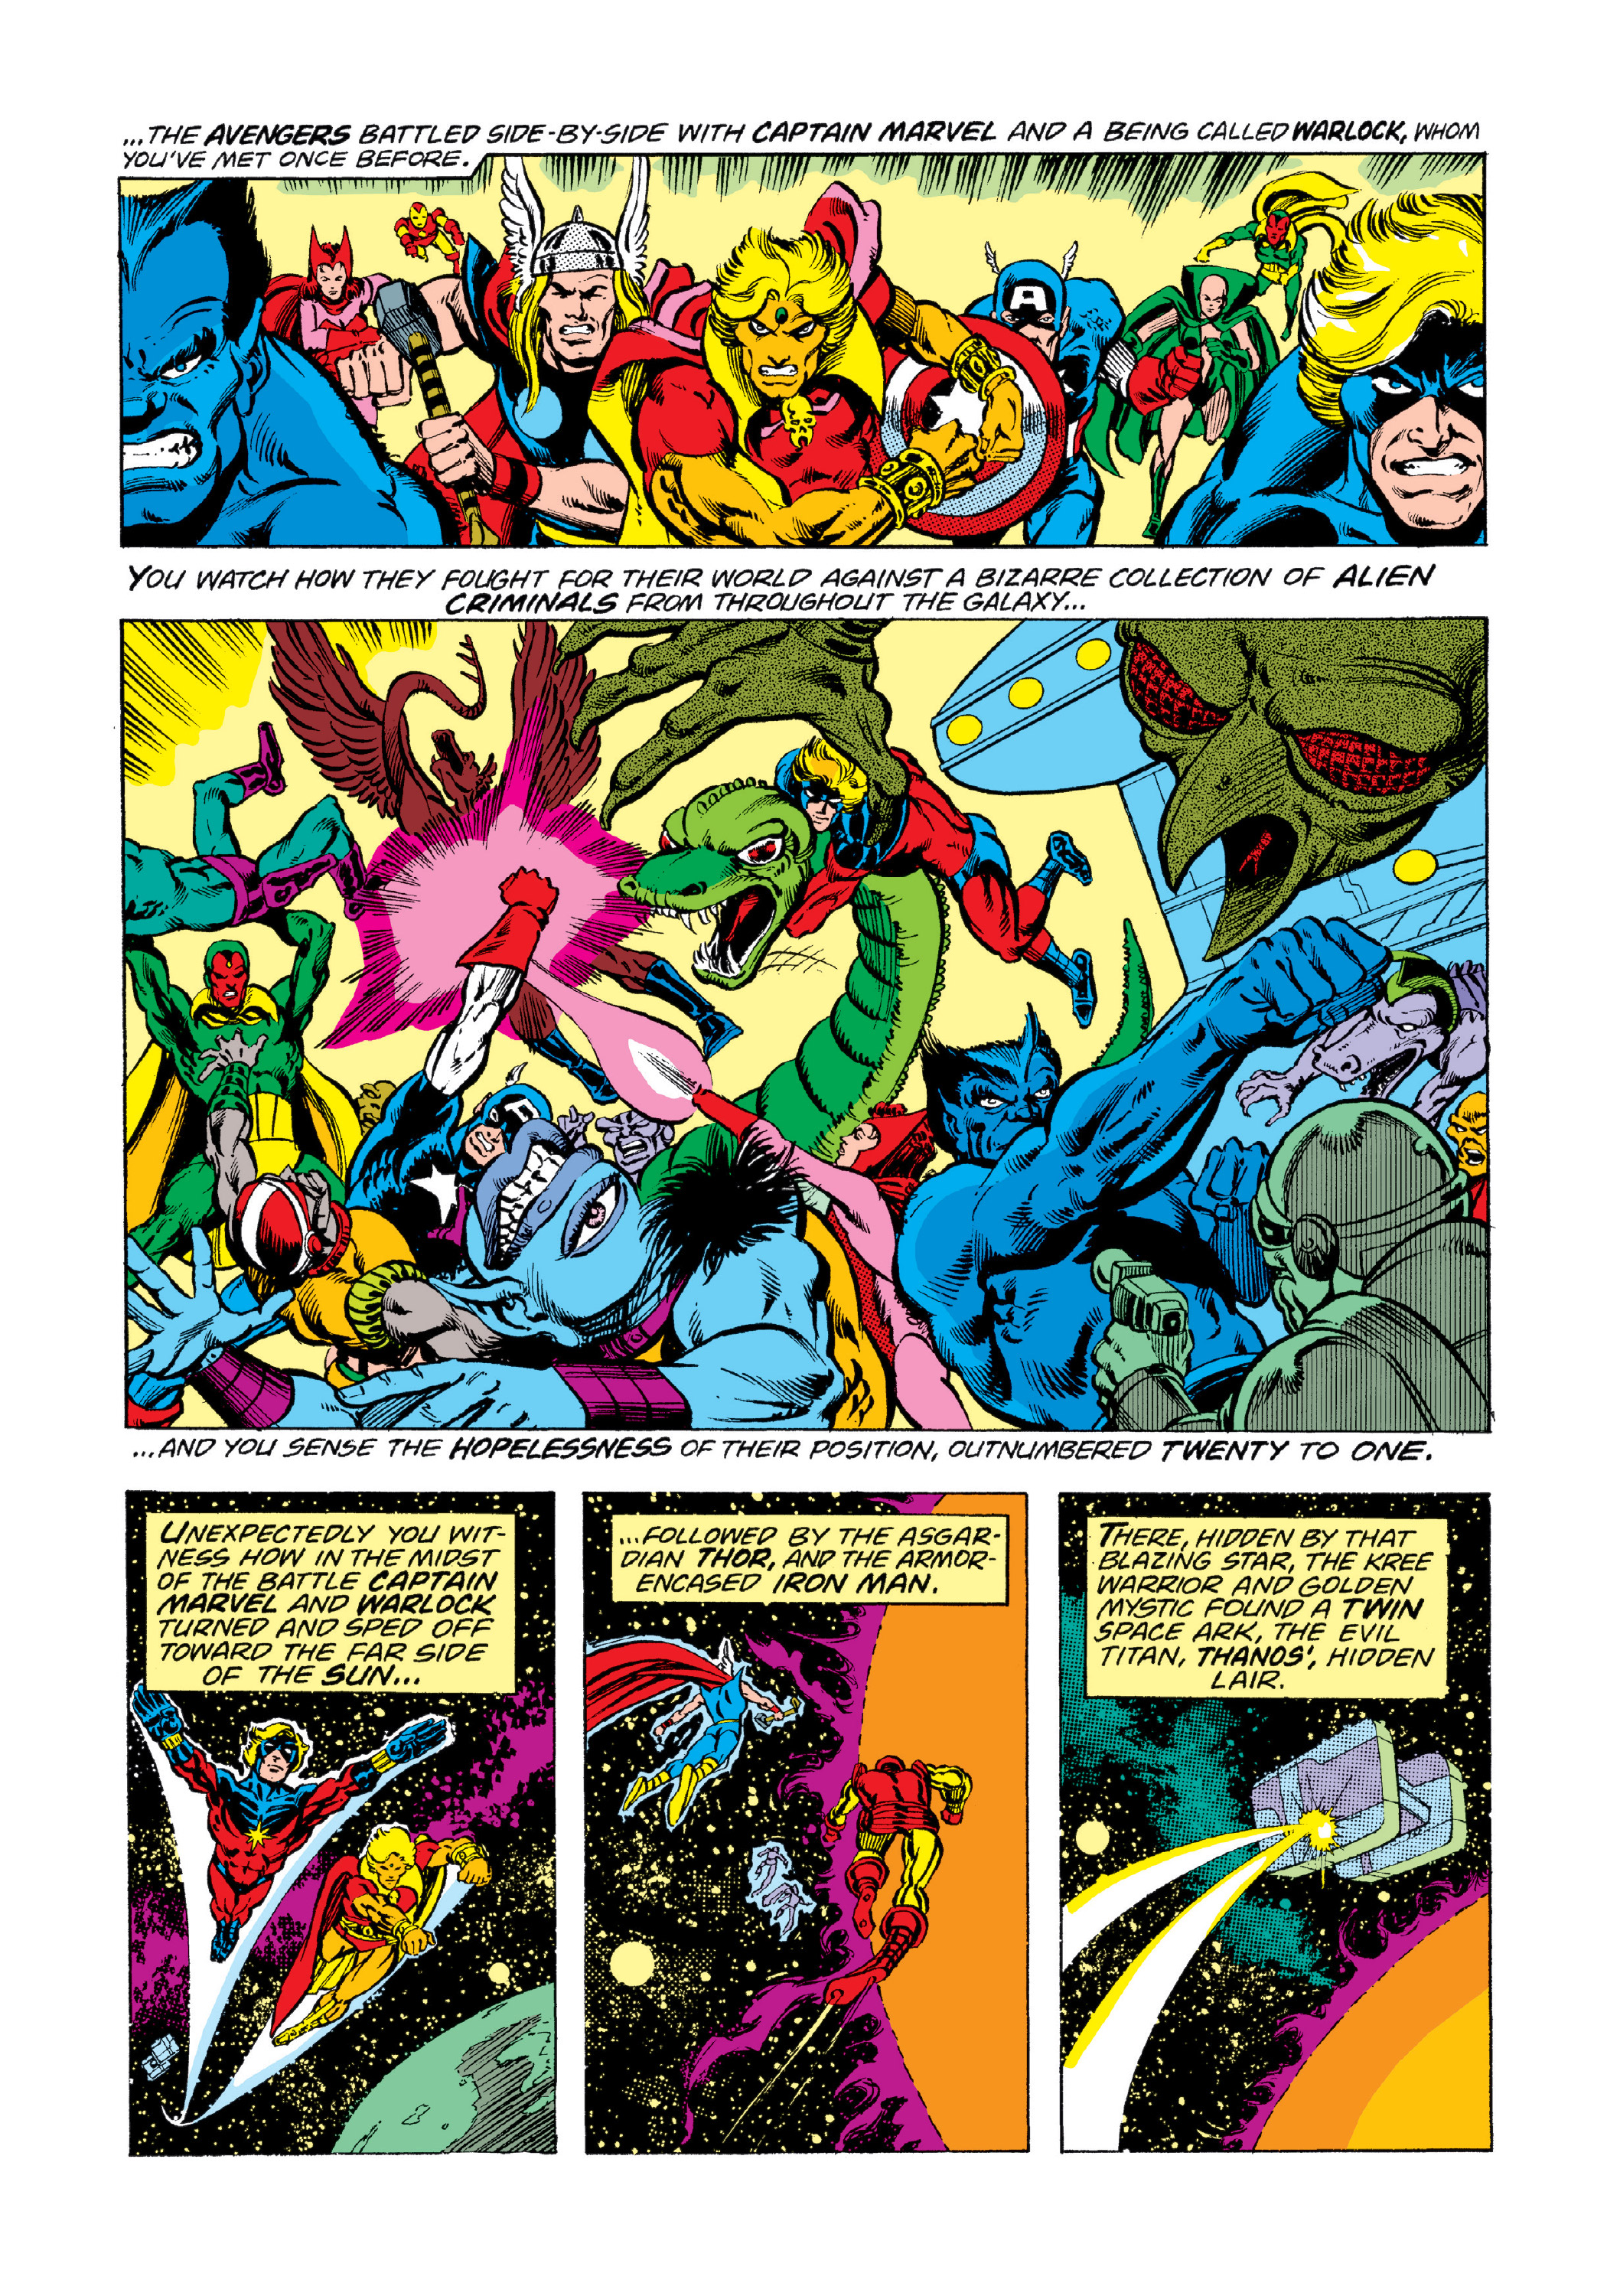 ...THE AVENGERS BATTLED SIDE-BY-SIDE WITH CAPTAIN MARVEL AND A BEING CALLED WARLOCK, WHOM
YOU'VE MET ONCE BEFORE.
A
YOU WATCH HOW THEY FOUGHT FOR THEIR WORLD AGAINST A BIZARRE COLLECTION OF ALIEN
CRIMINALS FROM THROUGHOUT THE GALAXY...
...AND YOU SENSE THE HOPELESSNESS OF THEIR POSITION, OUTNUMBERED TWENTY TO ONE.
UNEXPECTEDLY YOU WIT-
NESS HOW IN THE MIDST
OF THE BATTLE CAPTAIN
MARVEL AND WARLOCK
TURNED AND SPED OFF
TOWARD THE FAR SIDE
OF THE SUN...
...FOLLOWED BY THE ASGAR-
DIAN THOR, AND THE ARMOR-
ENCASED IRON MAN.
THERE, HIDDEN BY THAT
BLAZING STAR, THE KREE
WARRIOR AND GOLDEN
MYSTIC FOUND A TWIN
SPACE ARK, THE EVIL
TITAN, THANOS', HIDDEN
LAIR.